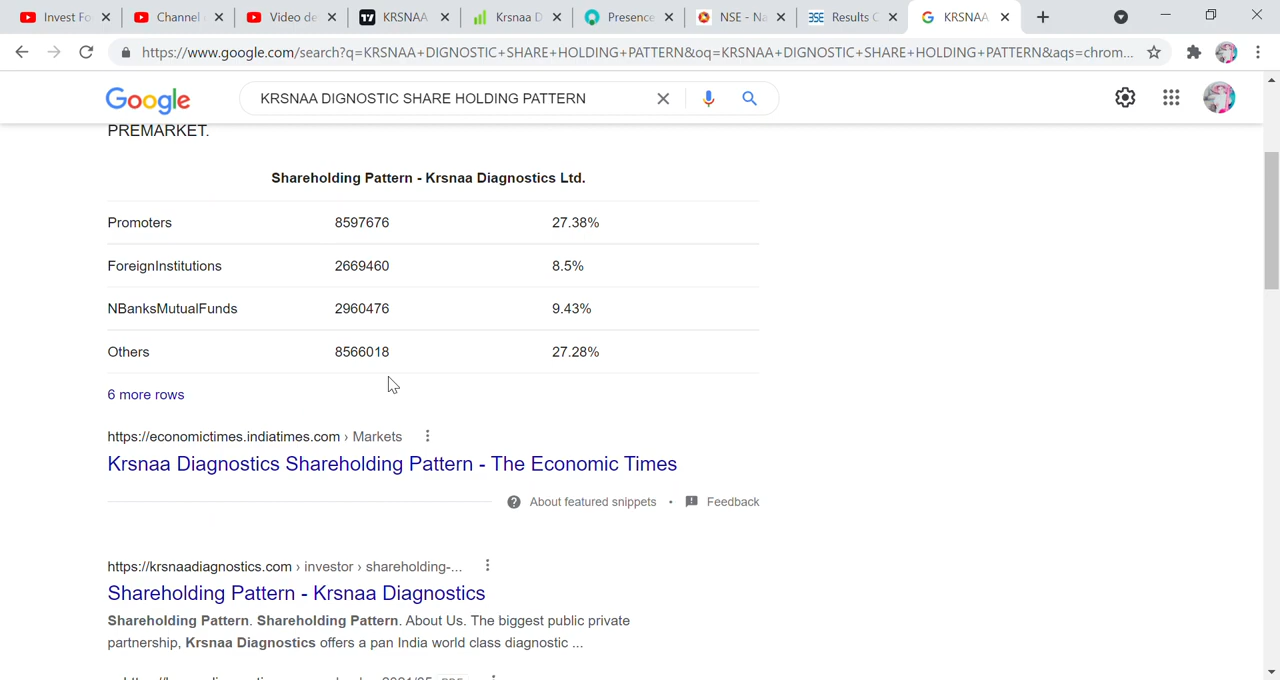 Invest Fo
Channel
Video de
KRSNAA
Krsnaa D
Presence
NSE - Na
Results C
KRSNAA
https://www.google.com/search?q=KRSNAA+DIGNOSTIC+SHARE+HOLDING+PATTERN&oq=KRSNAA+DIGNOSTIC+SHARE+HOLDING+PATTERN&aqs=chrom...
Google
KRSNAA DIGNOSTIC SHARE HOLDING PATTERN
PREMARKET.
Shareholding Pattern - Krsnaa Diagnostics Ltd.
Promoters 8597676 27.38%
ForeignInstitutions 2669460 8.5%
NBanksMutualFunds 2960476 9.43%
Others 8566018 27.28%
6 more rows
https://economictimes.indiatimes.com › Markets
Krsnaa Diagnostics Shareholding Pattern - The Economic Times
About featured snippets • Feedback
https://krsnaadiagnostics.com › investor › shareholding-...
Shareholding Pattern - Krsnaa Diagnostics
Shareholding Pattern. Shareholding Pattern. About Us. The biggest public private
partnership, Krsnaa Diagnostics offers a pan India world class diagnostic ...